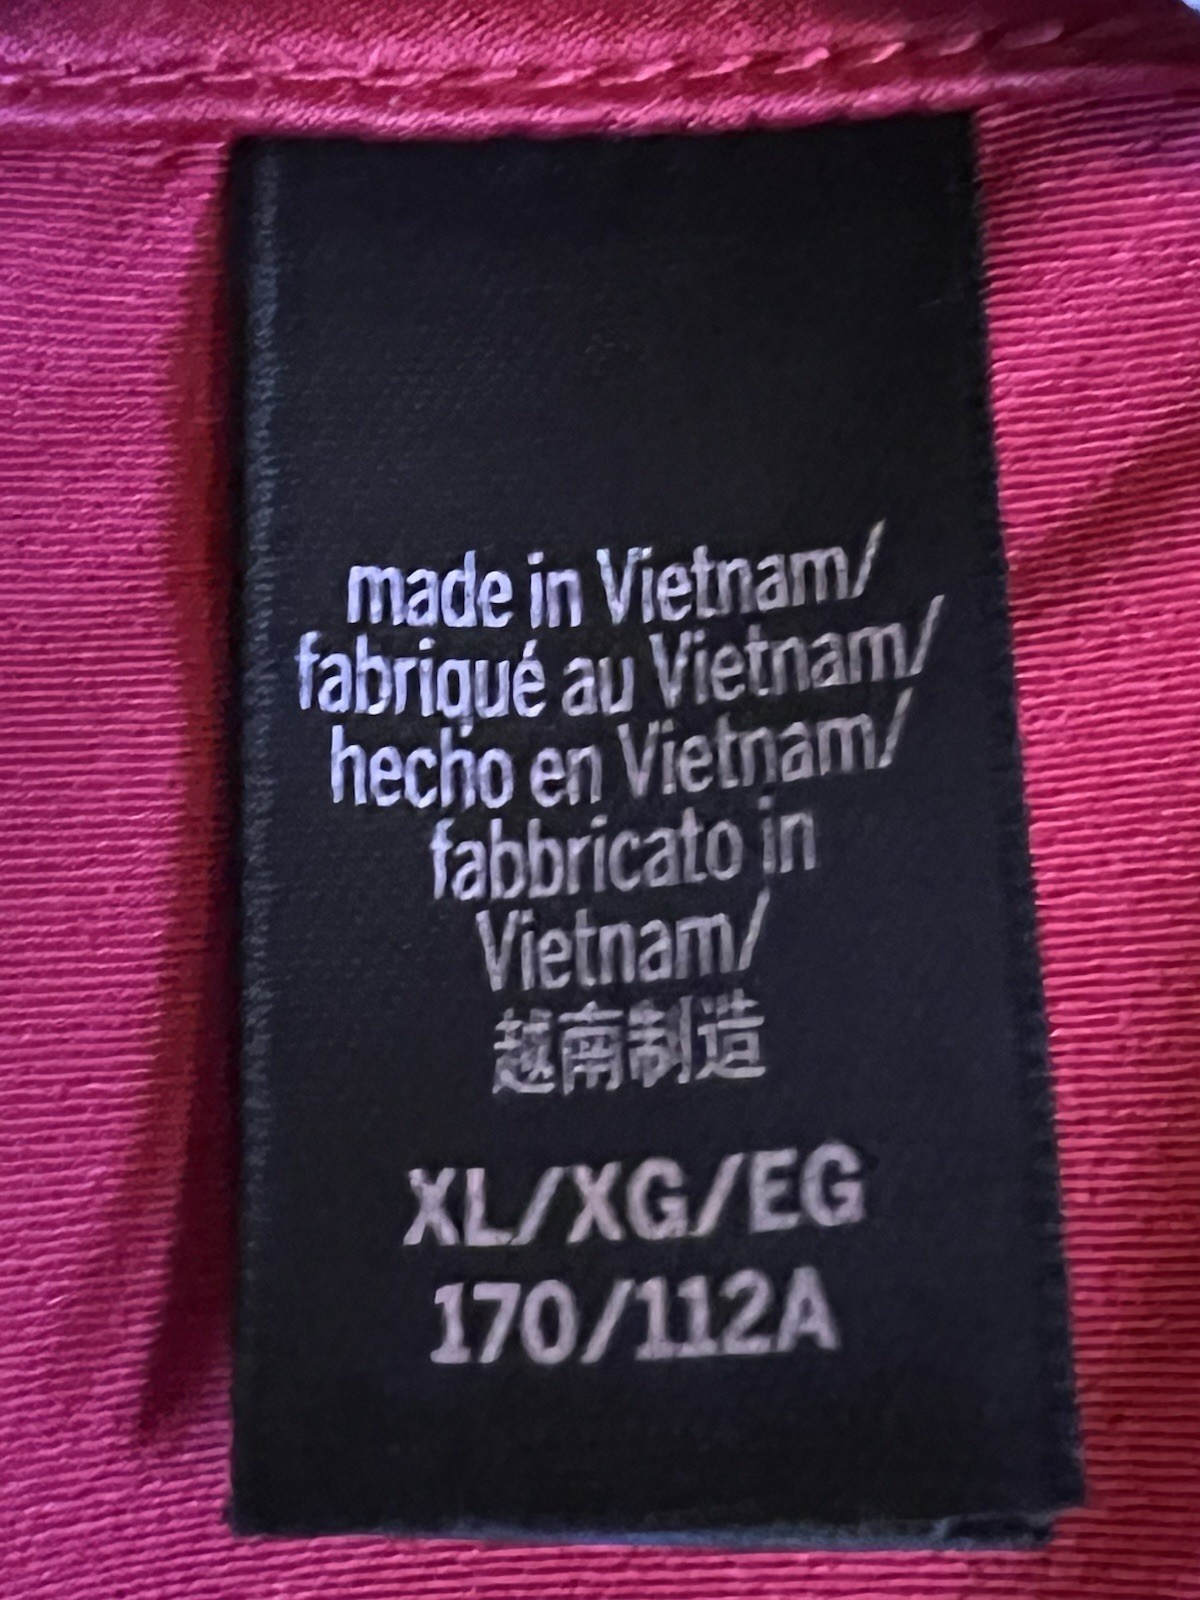 made in Vietnam/
fabriqué au Vietnam/
hecho en Vietnam/
fabbricato in
Vietnam/
越南制造
XL/XG/EG
170/112A